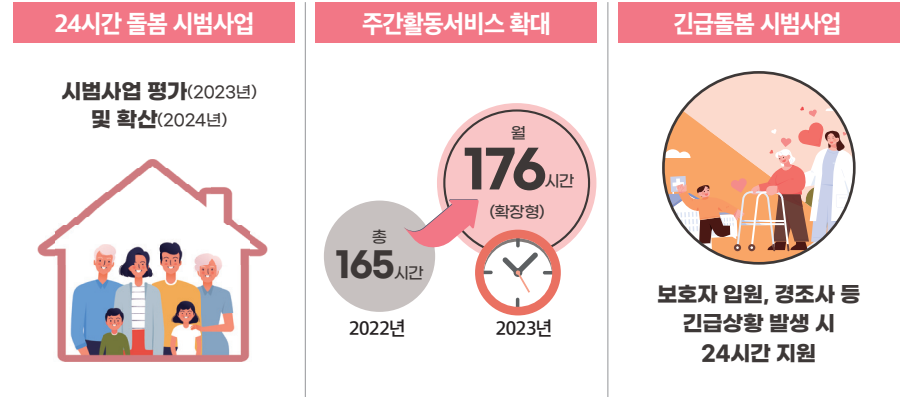 24시간 돌봄 시범사업
시범사업 평가(2023년)
및 확산(2024년)
주간활동서비스 확대
월
176시간
(확장형)
총
165시간
2022년
2023년
긴급돌봄 시범사업
보호자 입원, 경조사 등
긴급상황 발생 시
24시간 지원